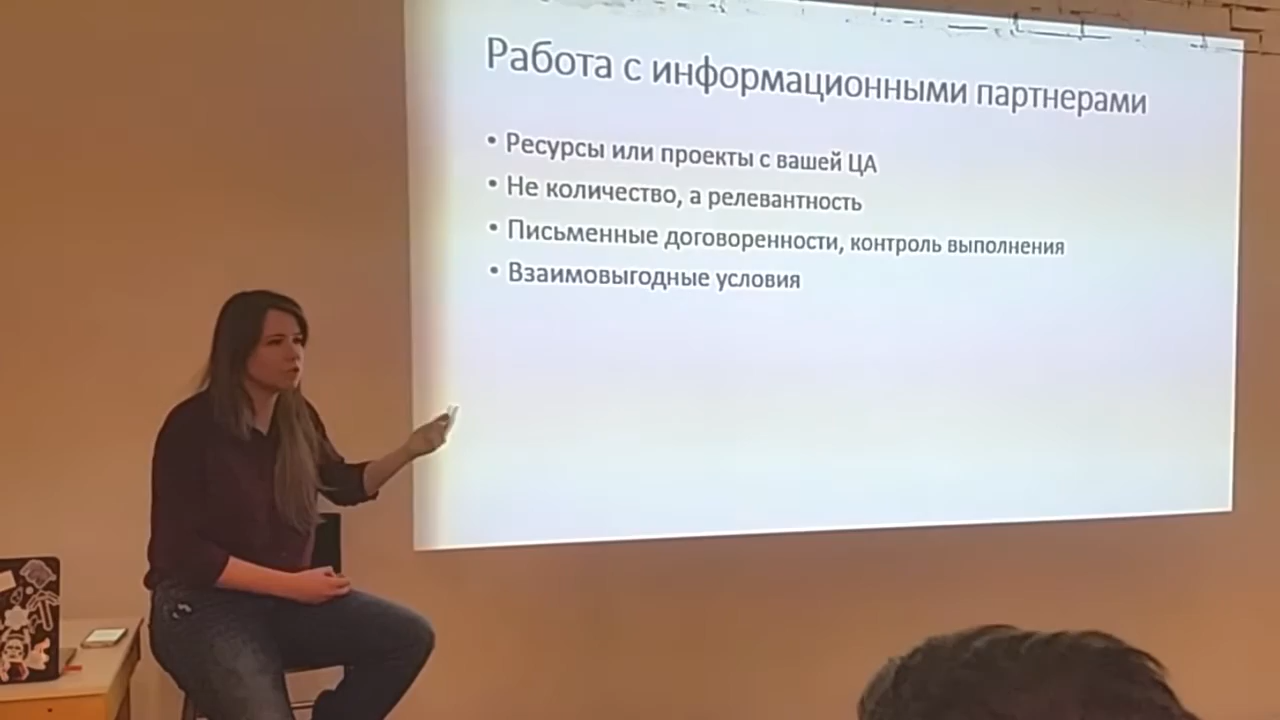 Работа с информационными партнерами
• Ресурсы или проекты с вашей ЦА
• Не количество, а релевантность
• Письменные договоренности, контроль выполнения
• Взаимовыгодные условия